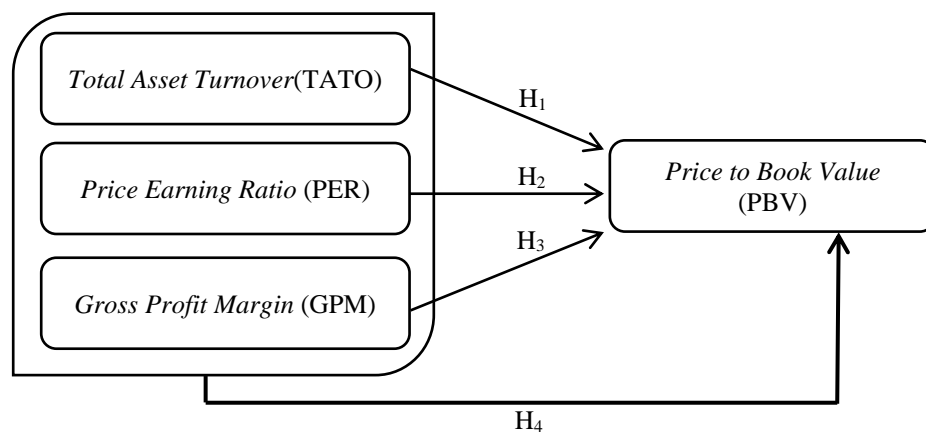 Total Asset Turnover(TATO)
H1
Price Earning Ratio (PER)
H2
Price to Book Value
(PBV)
H3
Gross Profit Margin (GPM)
H4